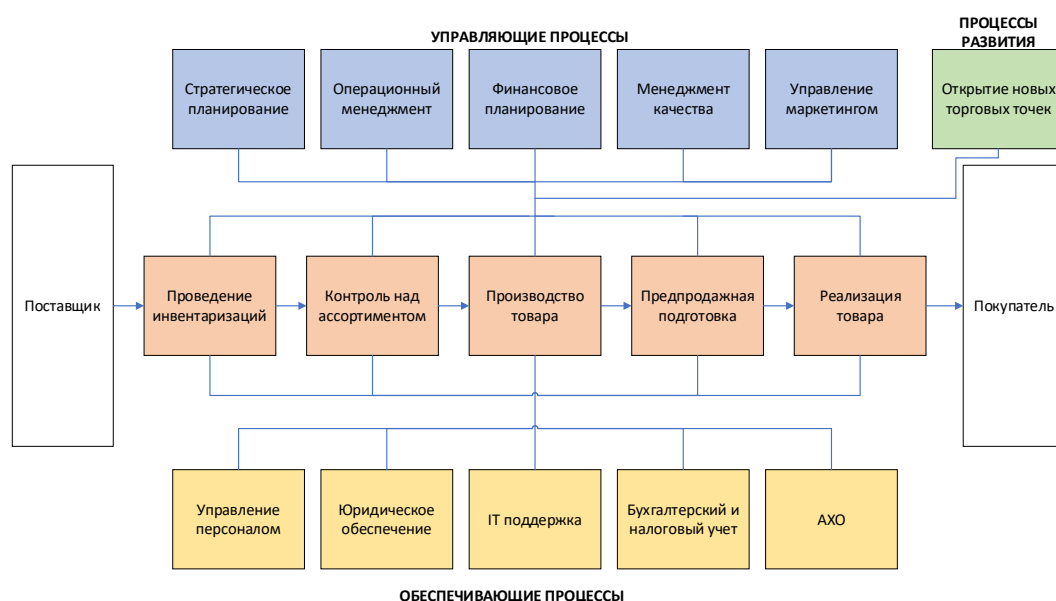 УПРАВЛЯЮЩИЕ ПРОЦЕССЫ
ПРОЦЕССЫ
РАЗВИТИЯ
Стратегическое
планирование
Операционный
менеджмент
Финансовое
планирование
Менеджмент
качества
Управление
маркетингом
Открытие новых
торговых точек
Поставщик
Проведение
инвентаризаций
Контроль над
ассортиментом
Производство
товара
Предпродажная
подготовка
Реализация
товара
Покупатель
Управление
персоналом
Юридическое
обеспечение
IT поддержка
Бухгалтерский и
налоговый учет
АХО
ОБЕСПЕЧИВАЮЩИЕ ПРОЦЕССЫ